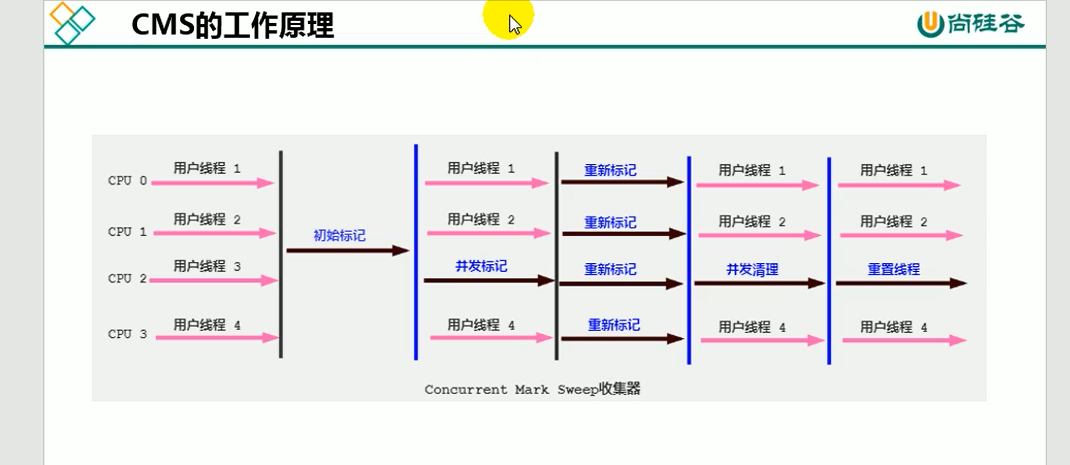 CMS的工作原理
尚硅谷
用户线程 1 用户线程 1 重新标记 用户线程 1 用户线程 1
CPU 0
用户线程 2 用户线程 2 重新标记 用户线程 2 用户线程 2
CPU 1
初始标记
用户线程 3 并发标记 重新标记 并发清理 重置线程
CPU 2
用户线程 4 用户线程 4 重新标记 用户线程 4 用户线程 4
CPU 3
Concurrent Mark Sweep收集器